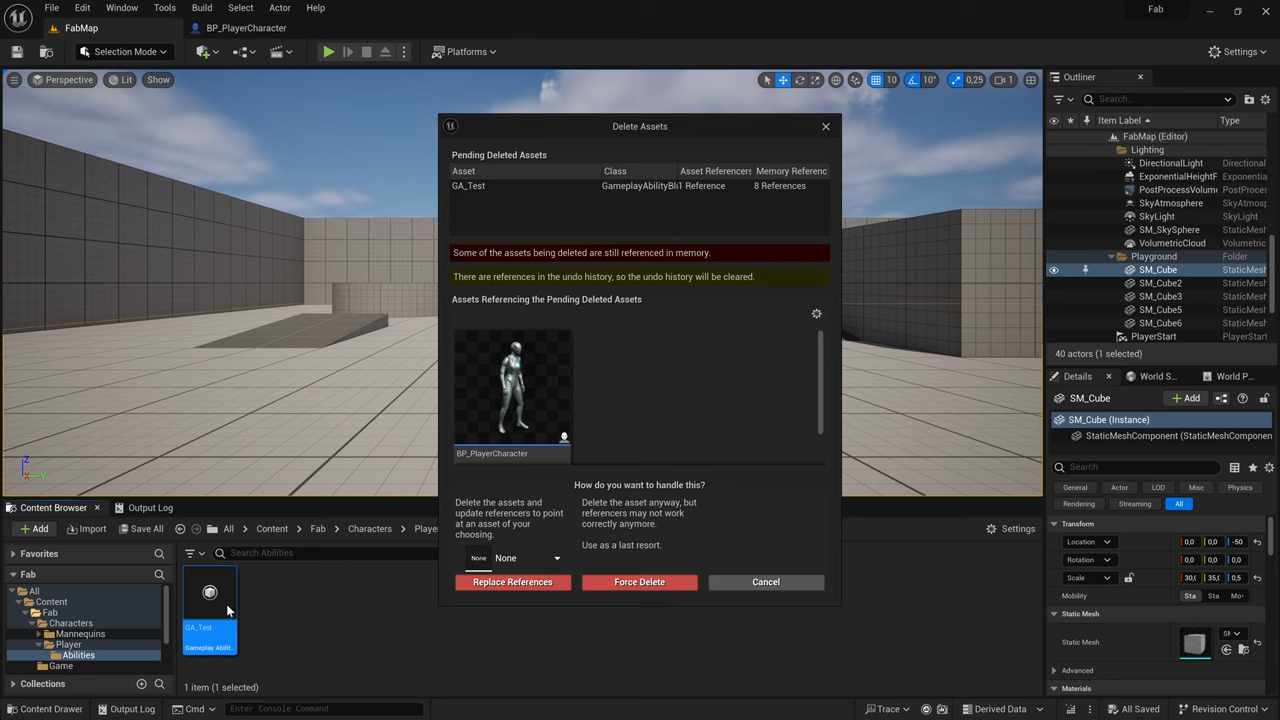 File Edit Window Tools Build Select Actor Help
Fab
FabMap
BP_PlayerCharacter
Selection Mode
Platforms
Settings
Perspective Lit Show
10 10° 0,25 1
Delete Assets
Pending Deleted Assets
Asset Class Asset Referencers Memory Referenc
GA_Test GameplayAbilityBlu1 Reference 8 References
Some of the assets being deleted are still referenced in memory.
There are references in the undo history, so the undo history will be cleared.
Assets Referencing the Pending Deleted Assets
BP_PlayerCharacter
How do you want to handle this?
Delete the assets and
update references to point
at an asset of your
choosing.
None None
Delete the asset anyway, but
references may not work
correctly anymore.
Use as a last resort.
Replace References Force Delete Cancel
Outliner
Search...
Item Label Type
FabMap (Editor)
Lighting
DirectionalLight Directional
ExponentialHeightF Exponential
PostProcessVolume PostProces
SkyAtmosphere SkyAtmosp
SkyLight SkyLight
SM_SkySphere StaticMesh
VolumetricCloud Volumetric
Playground Folder
SM_Cube StaticMesh
SM_Cube2 StaticMesh
SM_Cube3 StaticMesh
SM_Cube5 StaticMesh
SM_Cube6 StaticMesh
PlayerStart PlayerStart
40 actors (1 selected)
Details World S... World P...
SM_Cube Add
SM_Cube (Instance)
StaticMeshComponent (StaticMeshComponen
Search
General Actor LOD Misc Physics
Rendering Streaming All
Transform
Location 0,0 0,0 -50
Rotation 0,0 0,0 0,0
Scale 30, 35, 0,5
Mobility Sta Sta Mo
Static Mesh
Static Mesh
Advanced
Materials
Z
X Y
Content Browser Output Log
Add Import Save All All Content Fab Characters Player
Settings
Favorites
Search Abilities
Fab
All
Content
Fab
Characters
Mannequins
Player
Abilities
Game
Collections
GA_Test
Gameplay Abilit...
1 item (1 selected)
Content Drawer Output Log Cmd Enter Console Command
Trace Derived Data All Saved Revision Control